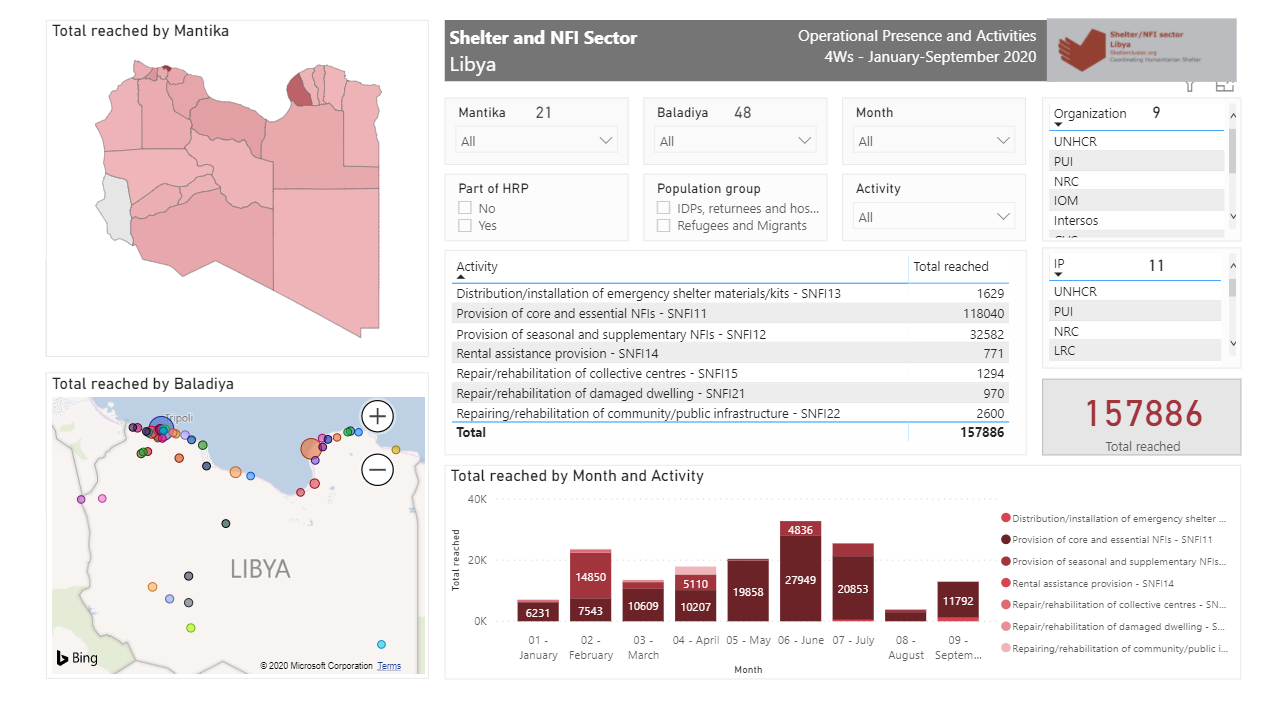 Total reached by Mantika
Shelter and NFI Sector
Libya
Operational Presence and Activities
4Ws - January-September 2020
Shelter/NFI sector
Libya
Sheltercluster.org
Coordinating Humanitarian Shelter
Mantika 21
All
Baladiya 48
All
Month
All
Organization 9
UNHCR
PUI
NRC
IOM
Intersos
Part of HRP
No
Yes
Population group
IDPs, returnees and hos...
Refugees and Migrants
Activity
All
IP 11
UNHCR
PUI
NRC
LRC
Activity Total reached
Distribution/installation of emergency shelter materials/kits - SNFI13 1629
Provision of core and essential NFIs - SNFI11 118040
Provision of seasonal and supplementary NFIs - SNFI12 32582
Rental assistance provision - SNFI14 771
Repair/rehabilitation of collective centres - SNFI15 1294
Repair/rehabilitation of damaged dwelling - SNFI21 970
Repairing/rehabilitation of community/public infrastructure - SNFI22 2600
Total 157886
157886
Total reached
Total reached by Baladiya
Tripoli
LIBYA
Bing
© 2020 Microsoft Corporation Terms
Total reached by Month and Activity
Total reached
40K
20K
0K
6231
14850
7543
10609
5110
10207
19858
4836
27949
20853
11792
01 - January
02 - February
03 - March
04 - April
05 - May
06 - June
07 - July
08 - August
09 - Septem...
Month
Distribution/installation of emergency shelter ...
Provision of core and essential NFIs - SNFI11
Provision of seasonal and supplementary NFIs...
Rental assistance provision - SNFI14
Repair/rehabilitation of collective centres - SN...
Repair/rehabilitation of damaged dwelling - S...
Repairing/rehabilitation of community/public i...